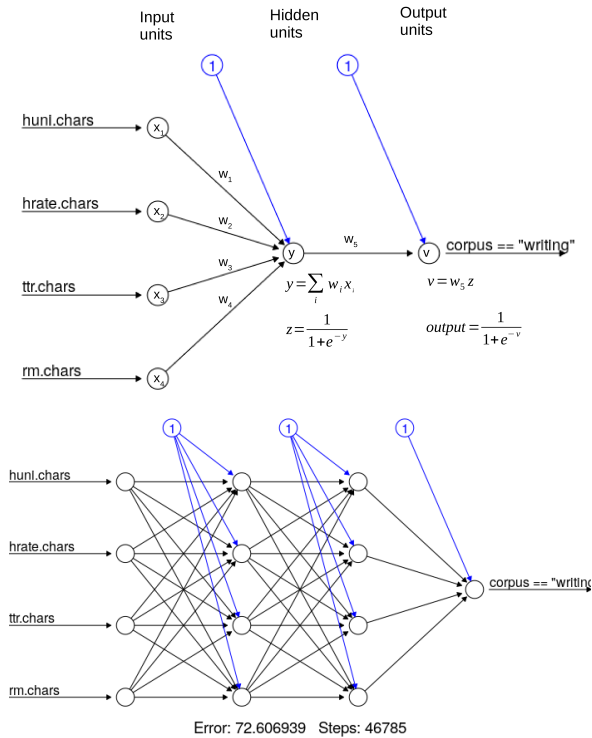 Input units
Hidden units
Output units
1
1
hunI.chars
x1
w1
hrate.chars
x2
w2
w5
y
v
corpus == "writing"
w3
ttr.chars
x3
w4
y=∑i wi xi
v=w5 z
z=1/(1+e^−y)
output=1/(1+e^−v)
rm.chars
x4
1
1
1
hunI.chars
hrate.chars
corpus == "writing
ttr.chars
rm.chars
Error: 72.606939 Steps: 46785